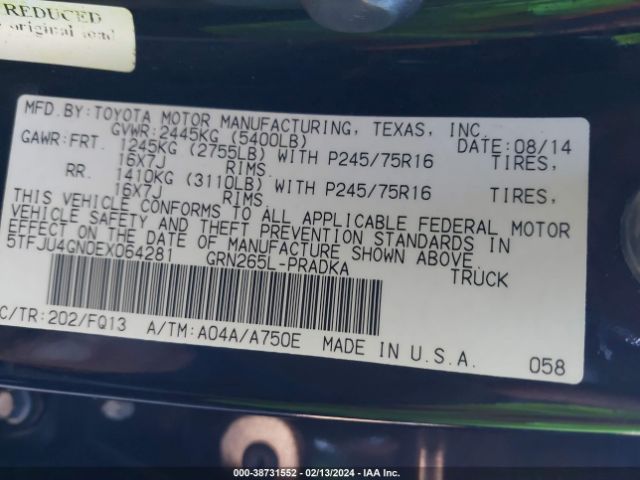 REDUCED
original load
MFD.BY:TOYOTA MOTOR MANUFACTURING, TEXAS, INC.
GVWR:2445KG (5400LB) DATE:08/14
GAWR:FRT. 1245KG (2755LB) WITH P245/75R16 TIRES,
16X7J RIMS.
RR. 1410KG (3110LB) WITH P245/75R16 TIRES,
16X7J RIMS.
THIS VEHICLE CONFORMS TO ALL APPLICABLE FEDERAL MOTOR
VEHICLE SAFETY AND THEFT PREVENTION STANDARDS IN
EFFECT ON THE DATE OF MANUFACTURE SHOWN ABOVE.
5TFJU4GN0EX064281 GRN265L-PRADKA TRUCK
C/TR:202/FQ13 A/TM:A04A/A750E MADE IN U.S.A. 058
000-38731552 — 02/13/2024 — IAA Inc.